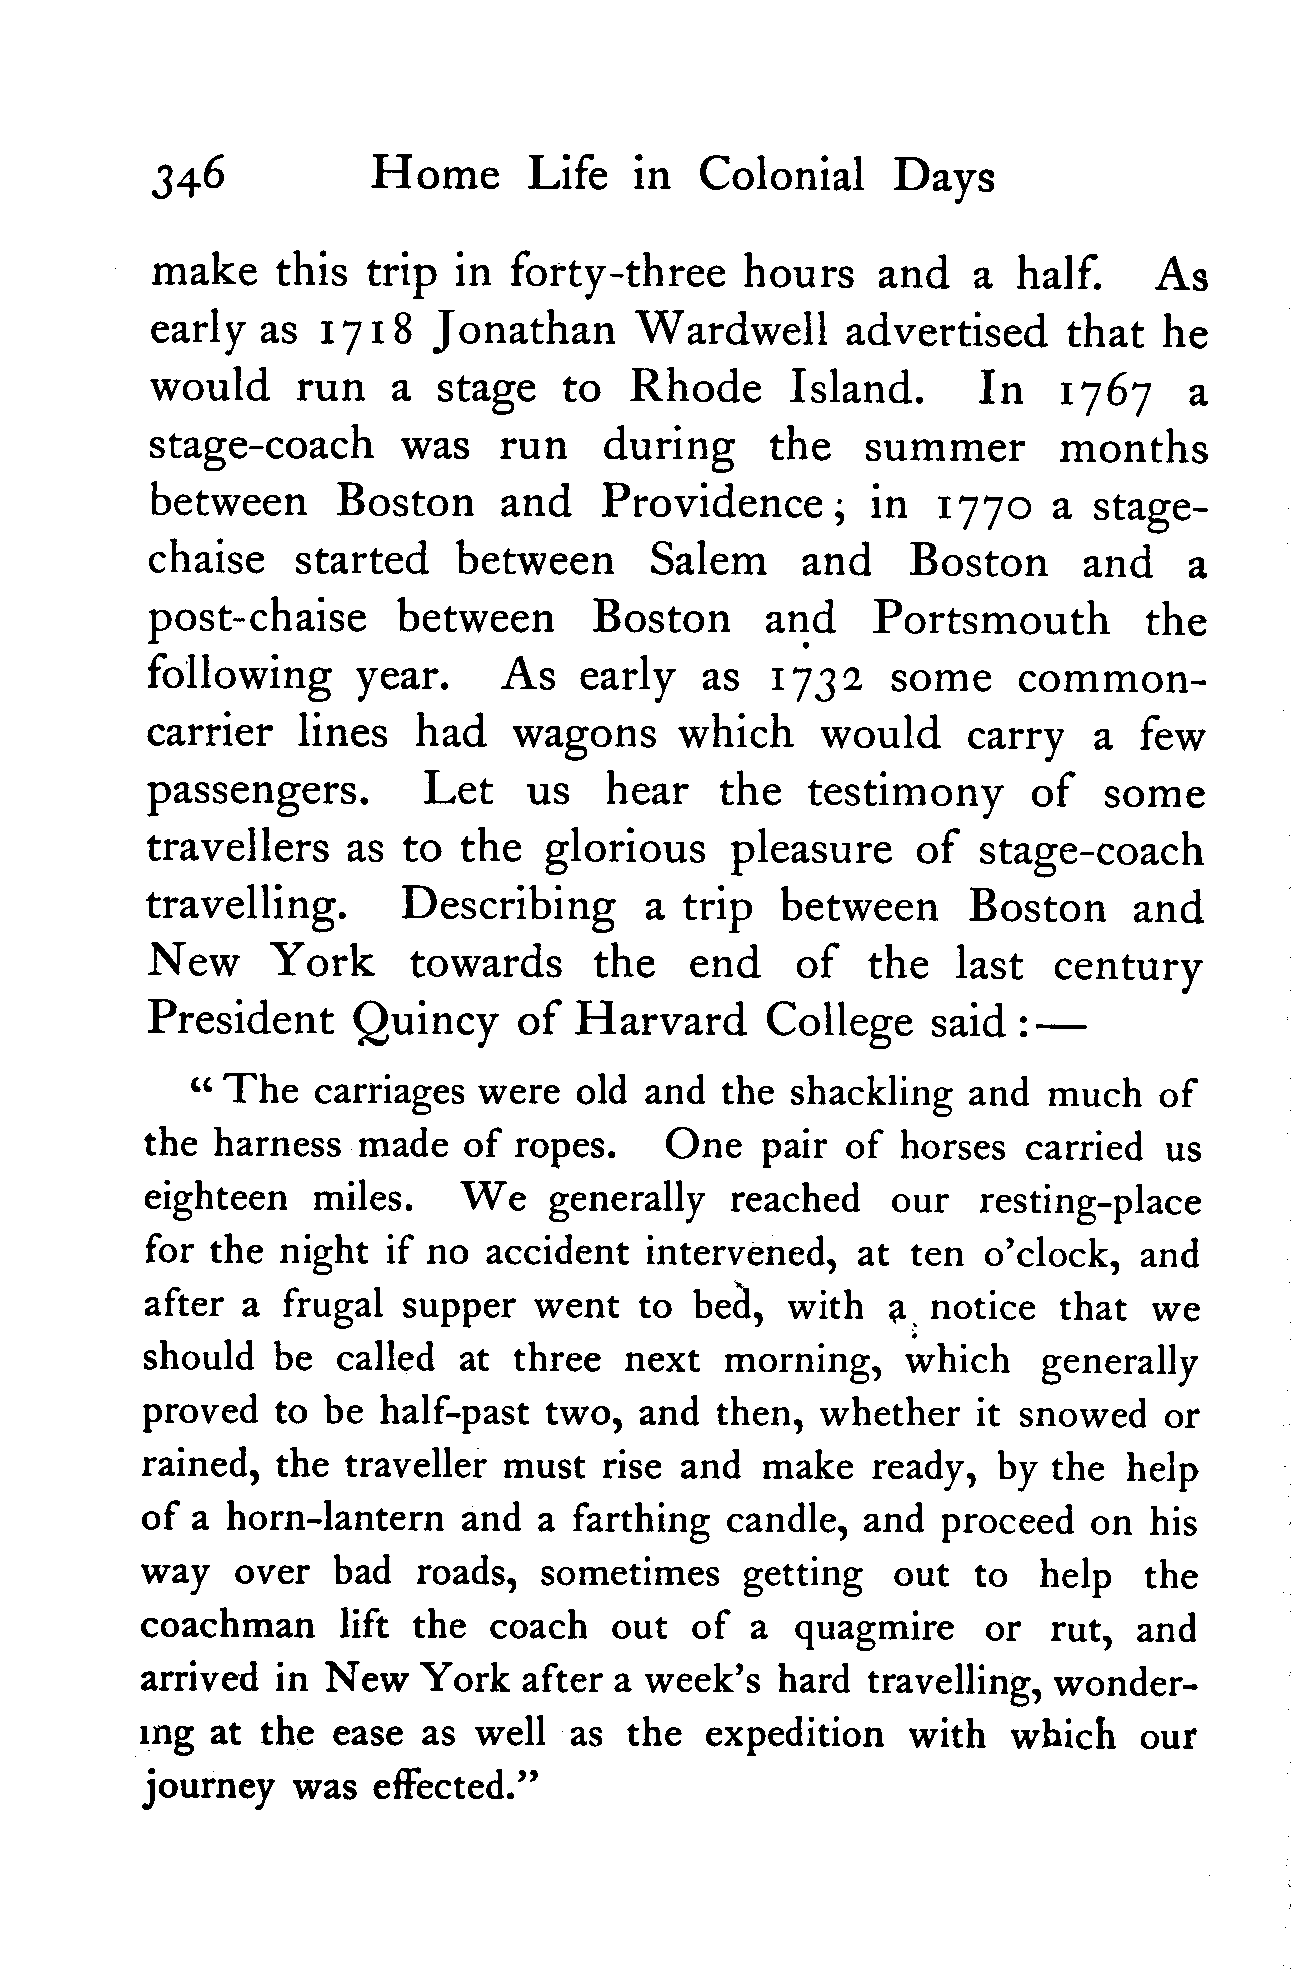 346 Home Life in Colonial Days
make this trip in forty-three hours and a half. As
early as 1718 Jonathan Wardwell advertised that he
would run a stage to Rhode Island. In 1767 a
stage-coach was run during the summer months
between Boston and Providence; in 1770 a stage-
chaise started between Salem and Boston and a
post-chaise between Boston and Portsmouth the
following year. As early as 1732 some common-
carrier lines had wagons which would carry a few
passengers. Let us hear the testimony of some
travellers as to the glorious pleasure of stage-coach
travelling. Describing a trip between Boston and
New York towards the end of the last century
President Quincy of Harvard College said :—
“ The carriages were old and the shackling and much of
the harness made of ropes. One pair of horses carried us
eighteen miles. We generally reached our resting-place
for the night if no accident intervened, at ten o’clock, and
after a frugal supper went to bed, with a notice that we
should be called at three next morning, which generally
proved to be half-past two, and then, whether it snowed or
rained, the traveller must rise and make ready, by the help
of a horn-lantern and a farthing candle, and proceed on his
way over bad roads, sometimes getting out to help the
coachman lift the coach out of a quagmire or rut, and
arrived in New York after a week’s hard travelling, wonder-
ing at the ease as well as the expedition with which our
journey was effected.”